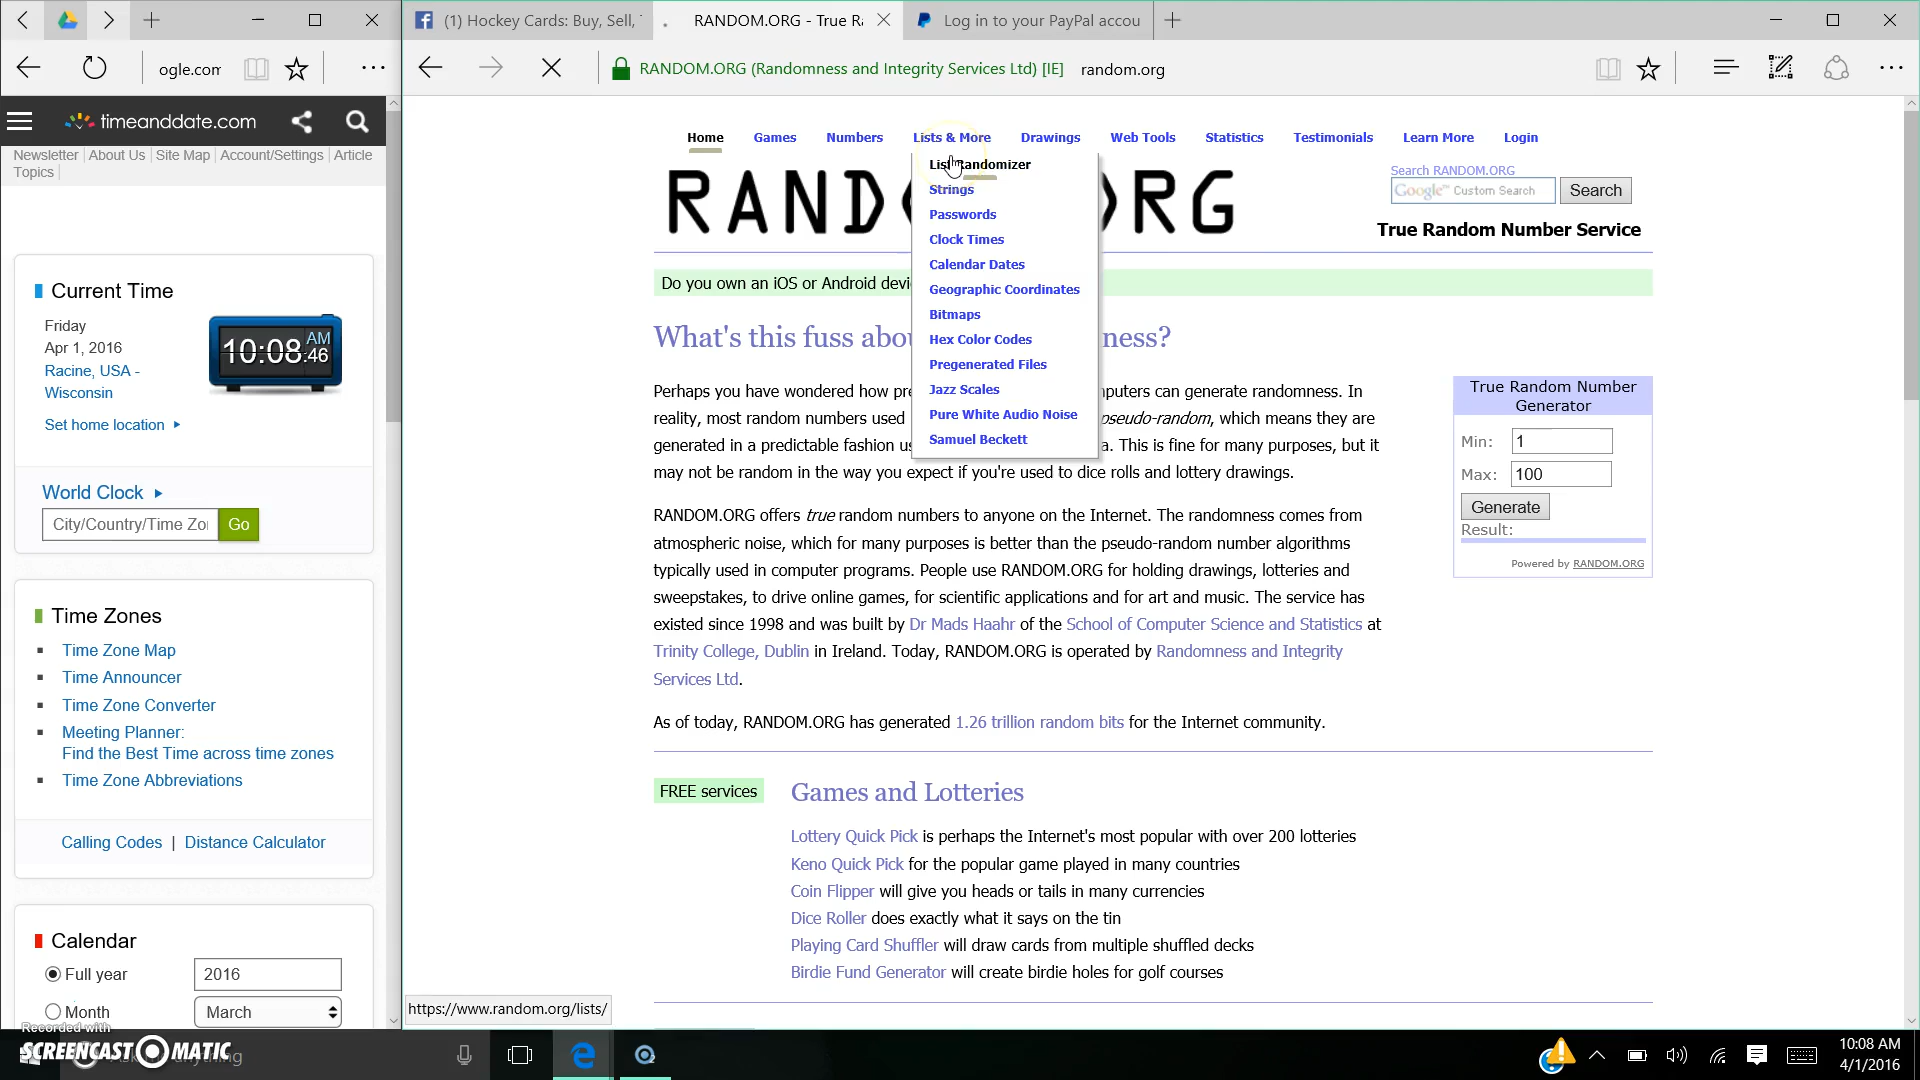 (1) Hockey Cards: Buy, Sell,
RANDOM.ORG - True Ra
Log in to your PayPal accou
ogle.com
RANDOM.ORG (Randomness and Integrity Services Ltd) [IE]
random.org
timeanddate.com
Newsletter | About Us | Site Map | Account/Settings | Article
Topics |
Current Time
Friday
Apr 1, 2016
Racine, USA -
Wisconsin
10:08:46 AM
Set home location
World Clock
City/Country/Time Zo
Go
Time Zones
Time Zone Map
Time Announcer
Time Zone Converter
Meeting Planner:
Find the Best Time across time zones
Time Zone Abbreviations
Calling Codes | Distance Calculator
Calendar
Full year
2016
Month
March
Home
Games
Numbers
Lists & More
Drawings
Web Tools
Statistics
Testimonials
Learn More
Login
List Randomizer
Strings
Passwords
Clock Times
Calendar Dates
Geographic Coordinates
Bitmaps
Hex Color Codes
Pregenerated Files
Jazz Scales
Pure White Audio Noise
Samuel Beckett
RAND RG
Search RANDOM.ORG
Google™ Custom Search
Search
True Random Number Service
Do you own an iOS or Android devi
What's this fuss abo ness?
Perhaps you have wondered how pre mputers can generate randomness. In
reality, most random numbers used pseudo-random, which means they are
generated in a predictable fashion us a. This is fine for many purposes, but it
may not be random in the way you expect if you're used to dice rolls and lottery drawings.
RANDOM.ORG offers true random numbers to anyone on the Internet. The randomness comes from
atmospheric noise, which for many purposes is better than the pseudo-random number algorithms
typically used in computer programs. People use RANDOM.ORG for holding drawings, lotteries and
sweepstakes, to drive online games, for scientific applications and for art and music. The service has
existed since 1998 and was built by Dr Mads Haahr of the School of Computer Science and Statistics at
Trinity College, Dublin in Ireland. Today, RANDOM.ORG is operated by Randomness and Integrity
Services Ltd.
As of today, RANDOM.ORG has generated 1.26 trillion random bits for the Internet community.
True Random Number
Generator
Min: 1
Max: 100
Generate
Result:
Powered by RANDOM.ORG
FREE services
Games and Lotteries
Lottery Quick Pick is perhaps the Internet's most popular with over 200 lotteries
Keno Quick Pick for the popular game played in many countries
Coin Flipper will give you heads or tails in many currencies
Dice Roller does exactly what it says on the tin
Playing Card Shuffler will draw cards from multiple shuffled decks
Birdie Fund Generator will create birdie holes for golf courses
https://www.random.org/lists/
Recorded with
SCREENCAST-O-MATIC
anything
10:08 AM
4/1/2016